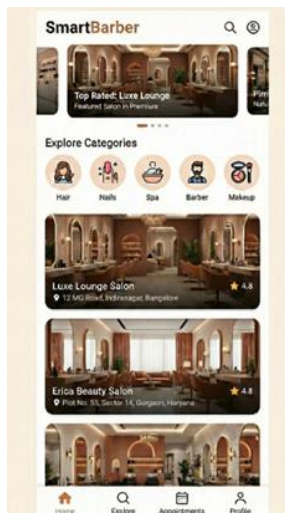 SmartBarber
Top Rated: Luxe Lounge
Featured Salon in Premium
Explore Categories
Hair
Nails
Spa
Barber
Makeup
Luxe Lounge Salon
4.8
12 MG Road, Indiranagar, Bangalore
Erica Beauty Salon
4.8
Plot No. 55, Sector 14, Gurgaon, Haryana
Home
Explore
Appointments
Profile